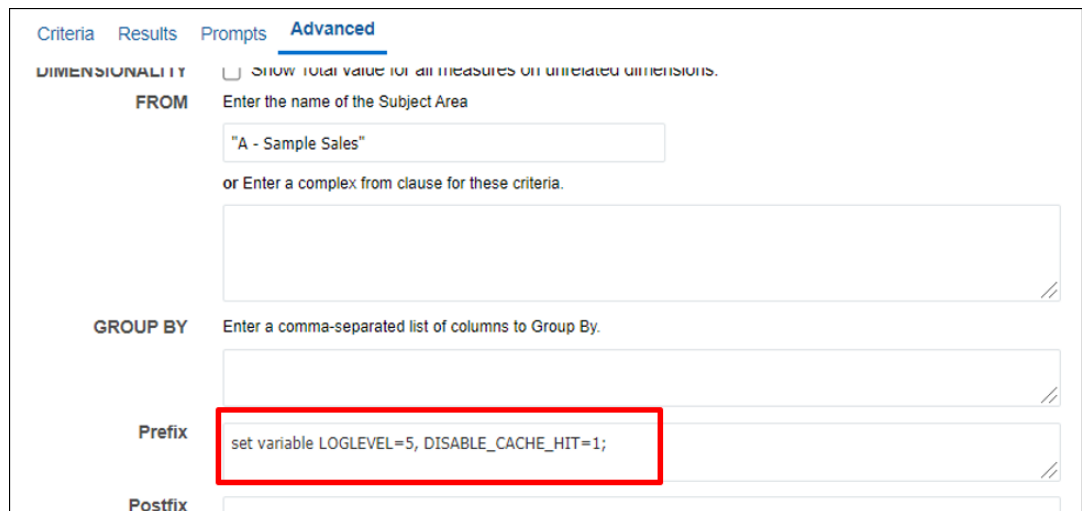 Criteria Results Prompts Advanced
DIMENSIONALITY Show Total value for all measures on unrelated dimensions.
FROM Enter the name of the Subject Area
"A - Sample Sales"
or Enter a complex from clause for these criteria.
GROUP BY Enter a comma-separated list of columns to Group By.
Prefix set variable LOGLEVEL=5, DISABLE_CACHE_HIT=1;
Postfix